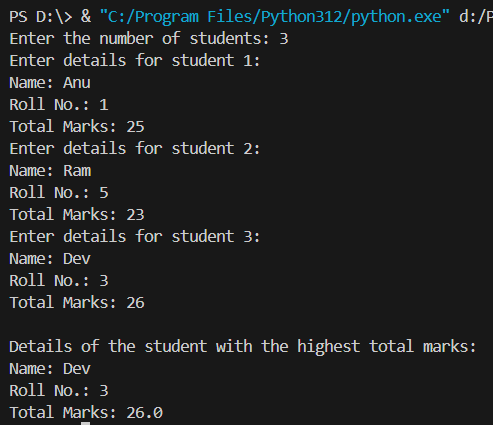 PS D:\> & "C:/Program Files/Python312/python.exe" d:/P
Enter the number of students: 3
Enter details for student 1:
Name: Anu
Roll No.: 1
Total Marks: 25
Enter details for student 2:
Name: Ram
Roll No.: 5
Total Marks: 23
Enter details for student 3:
Name: Dev
Roll No.: 3
Total Marks: 26
Details of the student with the highest total marks:
Name: Dev
Roll No.: 3
Total Marks: 26.0